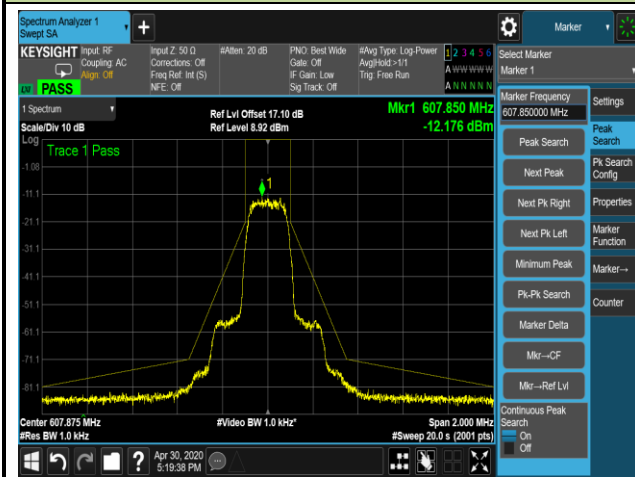 Spectrum Analyzer 1
Swept SA
Marker
KEYSIGHT
Input: RF
Coupling: AC
Align: Off
Input Z: 50 Ω
Corrections: Off
Freq Ref: Int (S)
NFE: Off
#Atten: 20 dB
PNO: Best Wide
Gate: Off
IF Gain: Low
Sig Track: Off
#Avg Type: Log-Power
Avg|Hold:>1/1
Trig: Free Run
1 2 3 4 5 6
A W W W W W
A N N N N N
LXI
PASS
Select Marker
Marker 1
1 Spectrum
Scale/Div 10 dB
Ref Lvl Offset 17.10 dB
Ref Level 8.92 dBm
Mkr1 607.850 MHz
-12.176 dBm
Log
Trace 1 Pass
1
-1.08
-11.1
-21.1
-31.1
-41.1
-51.1
-61.1
-71.1
-81.1
Center 607.875 MHz
#Res BW 1.0 kHz
#Video BW 1.0 kHz*
Span 2.000 MHz
#Sweep 20.0 s (2001 pts)
Marker Frequency
607.850000 MHz
Peak Search
Next Peak
Next Pk Right
Next Pk Left
Minimum Peak
Pk-Pk Search
Marker Delta
Mkr→CF
Mkr→Ref Lvl
Continuous Peak
Search
On
Off
Settings
Peak
Search
Pk Search
Config
Properties
Marker
Function
Marker→
Counter
Apr 30, 2020
5:19:38 PM